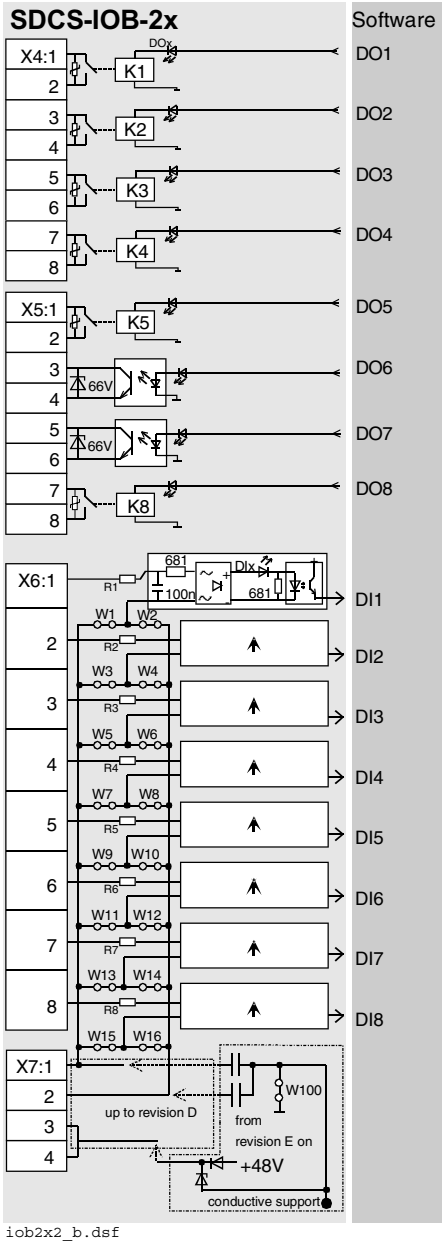 SDCS-IOB-2x Software
X4:1 DOx K1 DO1
2
3 K2 DO2
4
5 K3 DO3
6
7 K4 DO4
8
X5:1 K5 DO5
2
3 66V DO6
4
5 66V DO7
6
7 K8 DO8
8
681 DIx
X6:1 R1 100n 681 DI1
W1 W2
2 R2 DI2
W3 W4
3 R3 DI3
W5 W6
4 R4 DI4
W7 W8
5 R5 DI5
W9 W10
6 R6 DI6
W11 W12
7 R7 DI7
W13 W14
8 R8 DI8
W15 W16
X7:1
2 W100
up to revision D
3 from
revision E on
4 +48V
conductive support
iob2x2_b.dsf